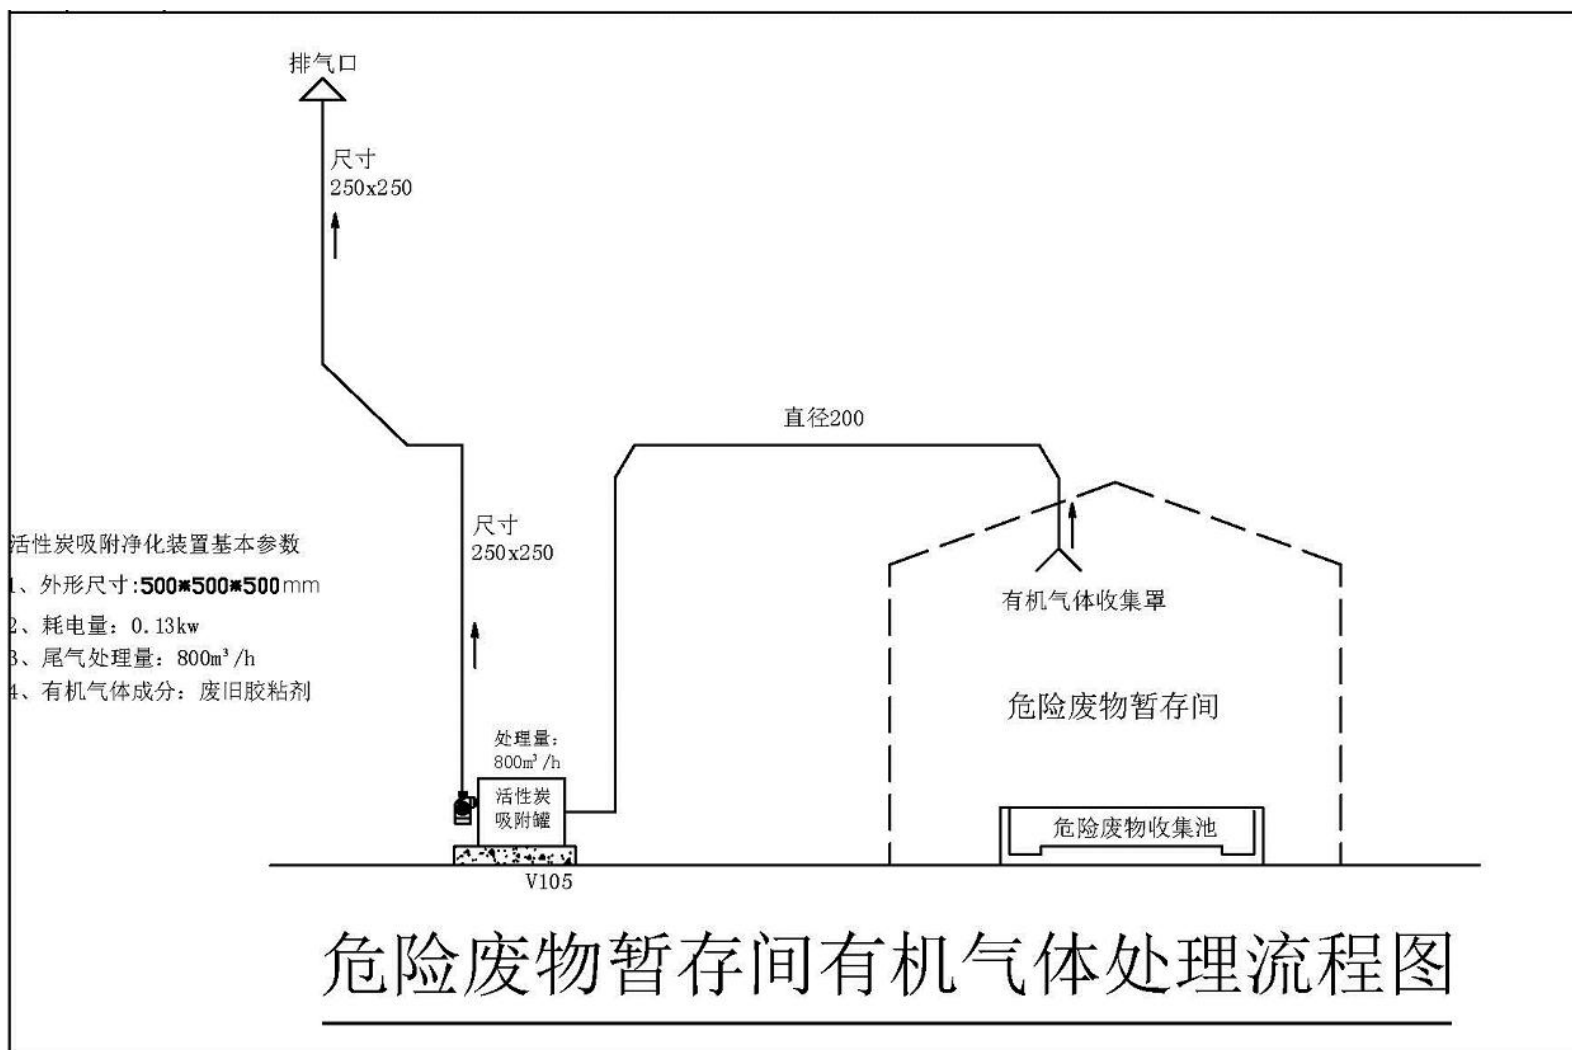 排气口
尺寸
250x250
直径200
尺寸
250x250
活性炭吸附净化装置基本参数
1、外形尺寸:500*500*500mm
2、耗电量：0.13kw
3、尾气处理量：800m³/h
4、有机气体成分：废旧胶粘剂
有机气体收集罩
危险废物暂存间
处理量：
800m³/h
活性炭
吸附罐
危险废物收集池
V105
危险废物暂存间有机气体处理流程图